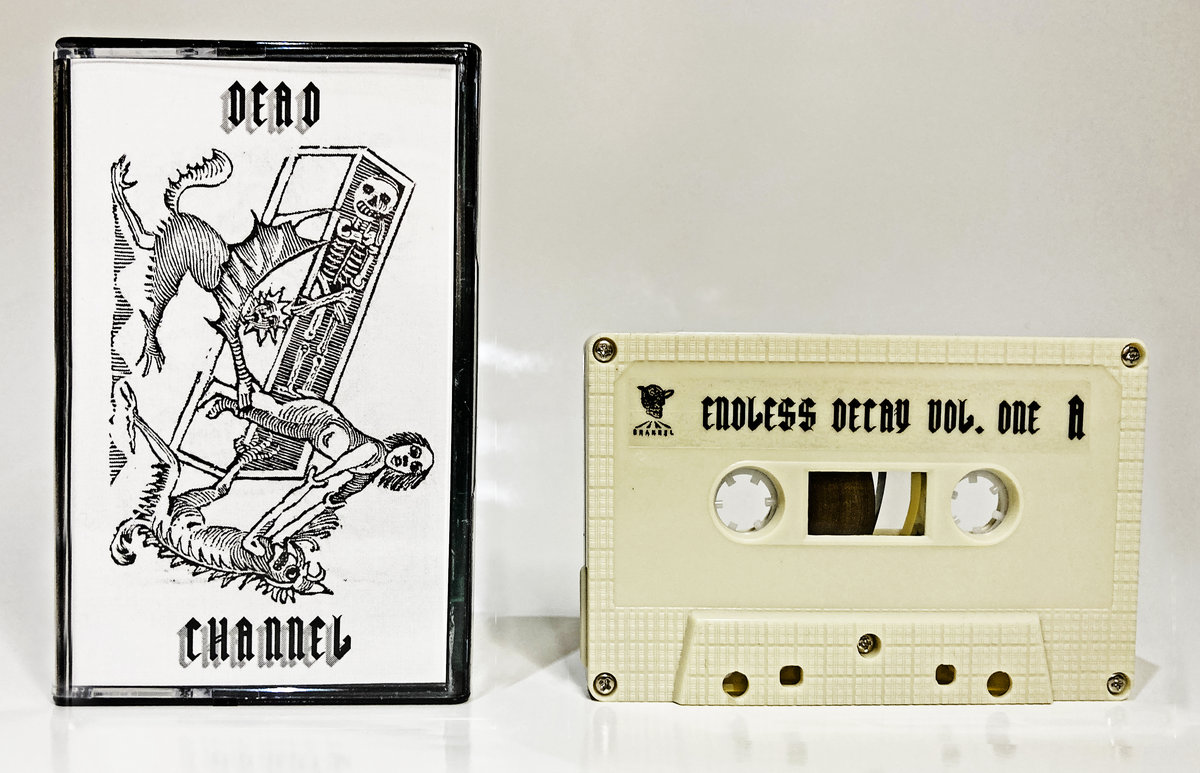 DEAD
CHANNEL
CHANNEL
ENDLESS DECAY VOL. ONE A